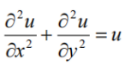 ∂²u/∂x² + ∂²u/∂y² = u